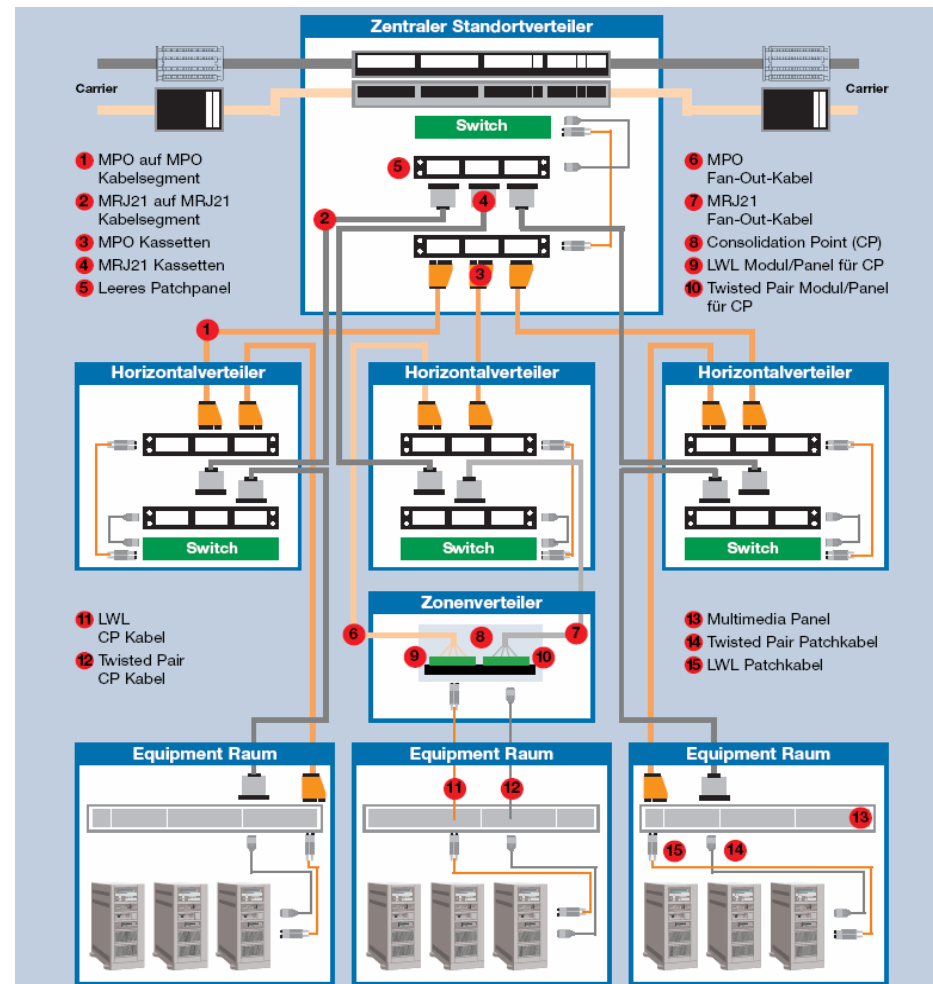 Zentraler Standortverteiler
Carrier
Carrier
Switch
1 MPO auf MPO
Kabelsegment
2 MRJ21 auf MRJ21
Kabelsegment
3 MPO Kassetten
4 MRJ21 Kassetten
5 Leeres Patchpanel
5
4
2
3
1
6 MPO
Fan-Out-Kabel
7 MRJ21
Fan-Out-Kabel
8 Consolidation Point (CP)
9 LWL Modul/Panel für CP
10 Twisted Pair Modul/Panel
für CP
Horizontalverteiler
Horizontalverteiler
Horizontalverteiler
Switch
Switch
Switch
11 LWL
CP Kabel
12 Twisted Pair
CP Kabel
Zonenverteiler
6
8
7
9
10
13 Multimedia Panel
14 Twisted Pair Patchkabel
15 LWL Patchkabel
Equipment Raum
Equipment Raum
Equipment Raum
11
12
13
15
14